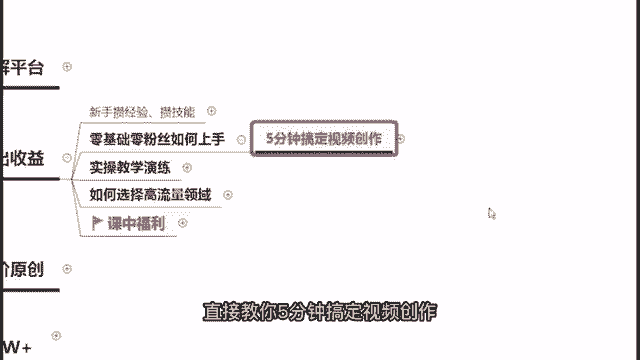 解平台
新手攒经验、攒技能
零基础零粉丝如何上手
5分钟搞定视频创作
出收益
实操教学演练
如何选择高流量领域
课中福利
介原创
直接教你5分钟搞定视频创作
W+